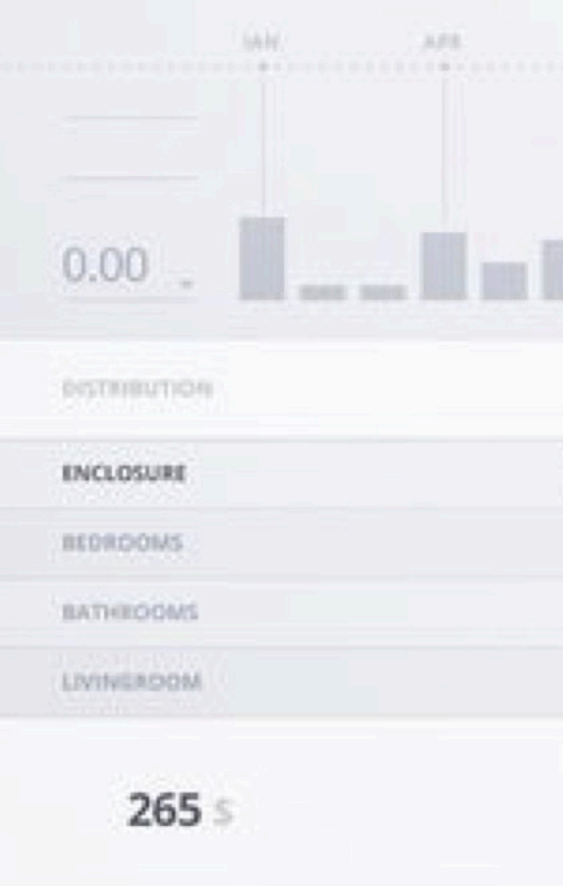 JAN APR
0.00
DISTRIBUTION
ENCLOSURE
BEDROOMS
BATHROOMS
LIVINGROOM
265 $